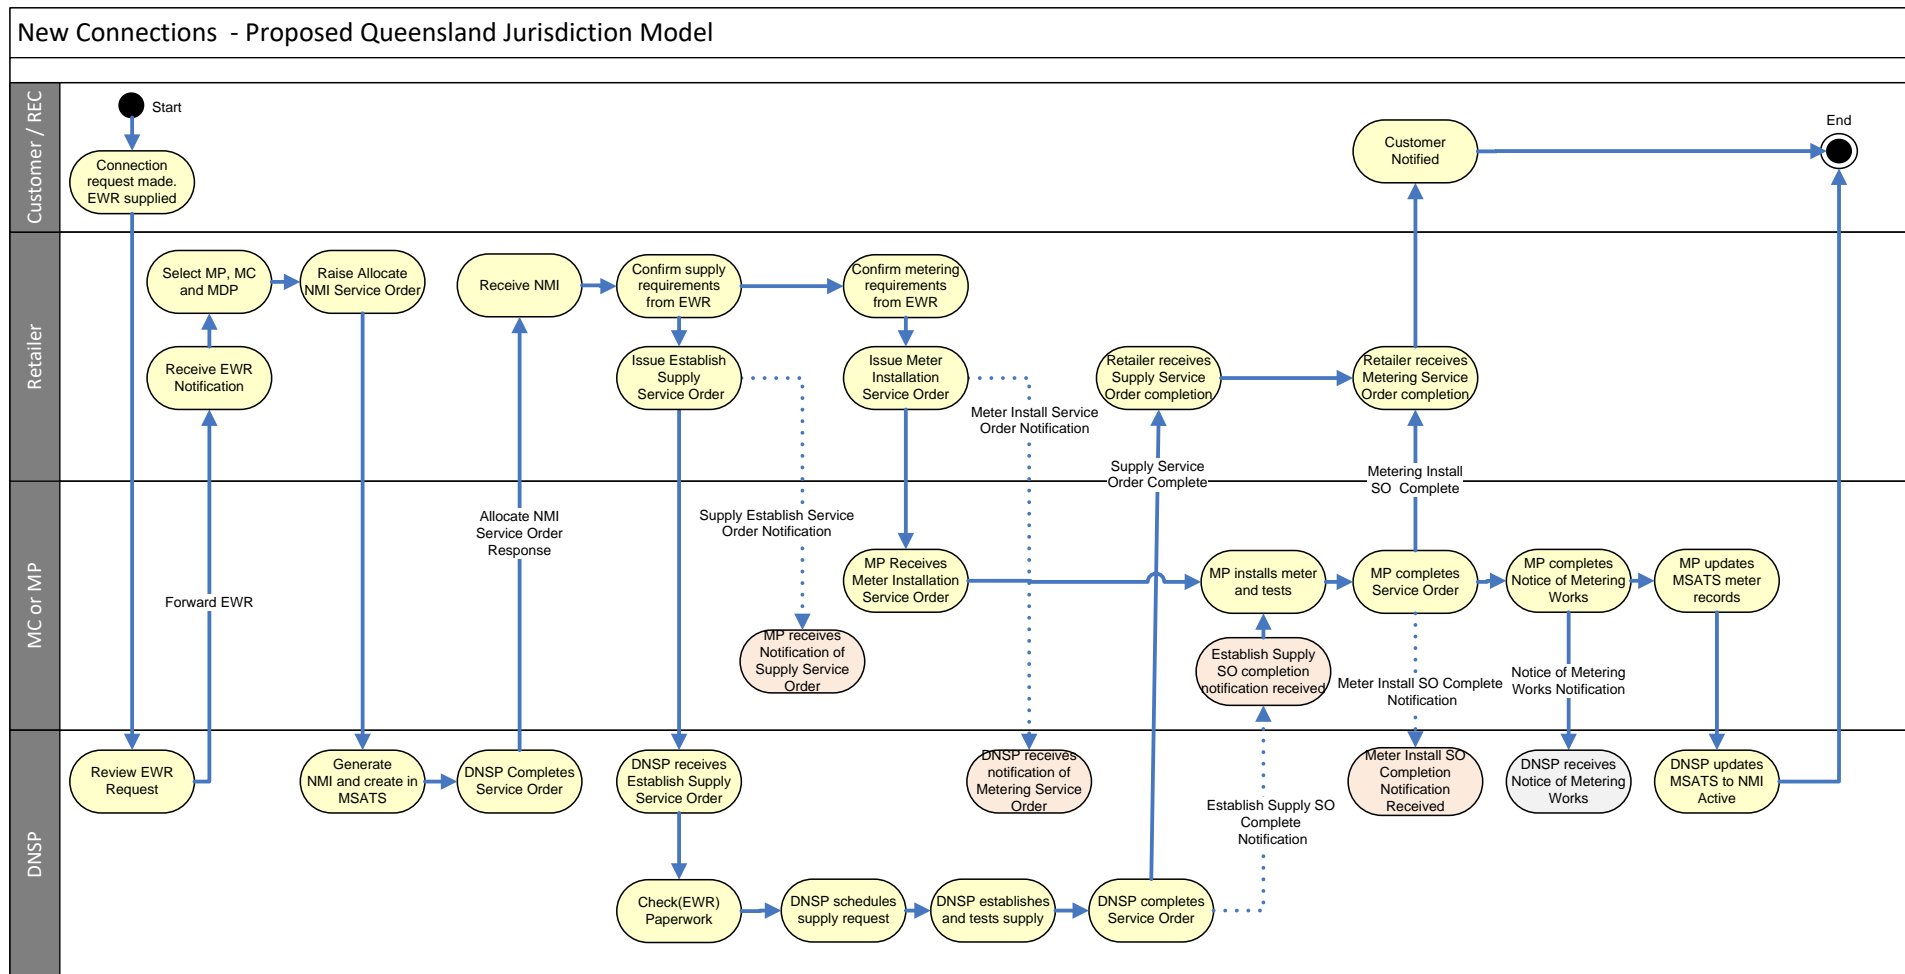 New Connections  - Proposed Queensland Jurisdiction Model
Customer / REC
Start
Connection
request made.
EWR supplied
Customer
Notified
End
Retailer
Select MP, MC
and MDP
Raise Allocate
NMI Service Order
Receive NMI
Confirm supply
requirements
from EWR
Confirm metering
requirements
from EWR
Receive EWR
Notification
Issue Establish
Supply
Service Order
Issue Meter
Installation
Service Order
Retailer receives
Supply Service
Order completion
Retailer receives
Metering Service
Order completion
Meter Install Service
Order Notification
Supply Service
Order Complete
Metering Install
SO  Complete
MC or MP
Allocate NMI
Service Order
Response
Supply Establish Service
Order Notification
Forward EWR
MP Receives
Meter Installation
Service Order
MP installs meter
and tests
MP completes
Service Order
MP completes
Notice of Metering
Works
MP updates
MSATS meter
records
MP receives
Notification of
Supply Service
Order
Establish Supply
SO completion
notification received
Meter Install SO Complete
Notification
Notice of Metering
Works Notification
DNSP
Review EWR
Request
Generate
NMI and create in
MSATS
DNSP Completes
Service Order
DNSP receives
Establish Supply
Service Order
DNSP receives
notification of
Metering Service
Order
Meter Install SO
Completion
Notification
Received
DNSP receives
Notice of Metering
Works
DNSP updates
MSATS to NMI
Active
Establish Supply SO
Complete
Notification
Check(EWR)
Paperwork
DNSP schedules
supply request
DNSP establishes
and tests supply
DNSP completes
Service Order